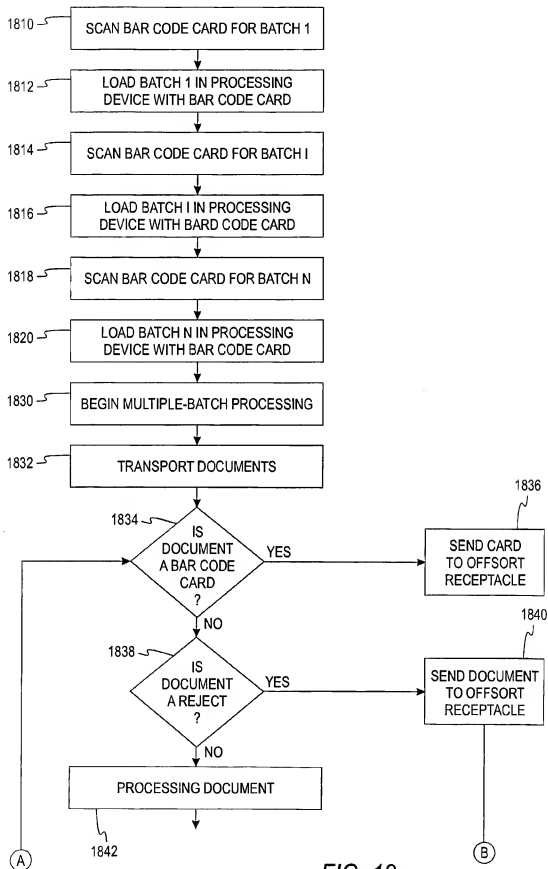 1810
SCAN BAR CODE CARD FOR BATCH 1
1812
LOAD BATCH 1 IN PROCESSING
DEVICE WITH BAR CODE CARD
1814
SCAN BAR CODE CARD FOR BATCH I
1816
LOAD BATCH I IN PROCESSING
DEVICE WITH BARD CODE CARD
1818
SCAN BAR CODE CARD FOR BATCH N
1820
LOAD BATCH N IN PROCESSING
DEVICE WITH BAR CODE CARD
1830
BEGIN MULTIPLE-BATCH PROCESSING
1832
TRANSPORT DOCUMENTS
1834
IS
DOCUMENT
A BAR CODE
CARD
?
YES
1836
SEND CARD
TO OFFSORT
RECEPTACLE
NO
1838
IS
DOCUMENT
A REJECT
?
YES
1840
SEND DOCUMENT
TO OFFSORT
RECEPTACLE
NO
PROCESSING DOCUMENT
1842
A
B